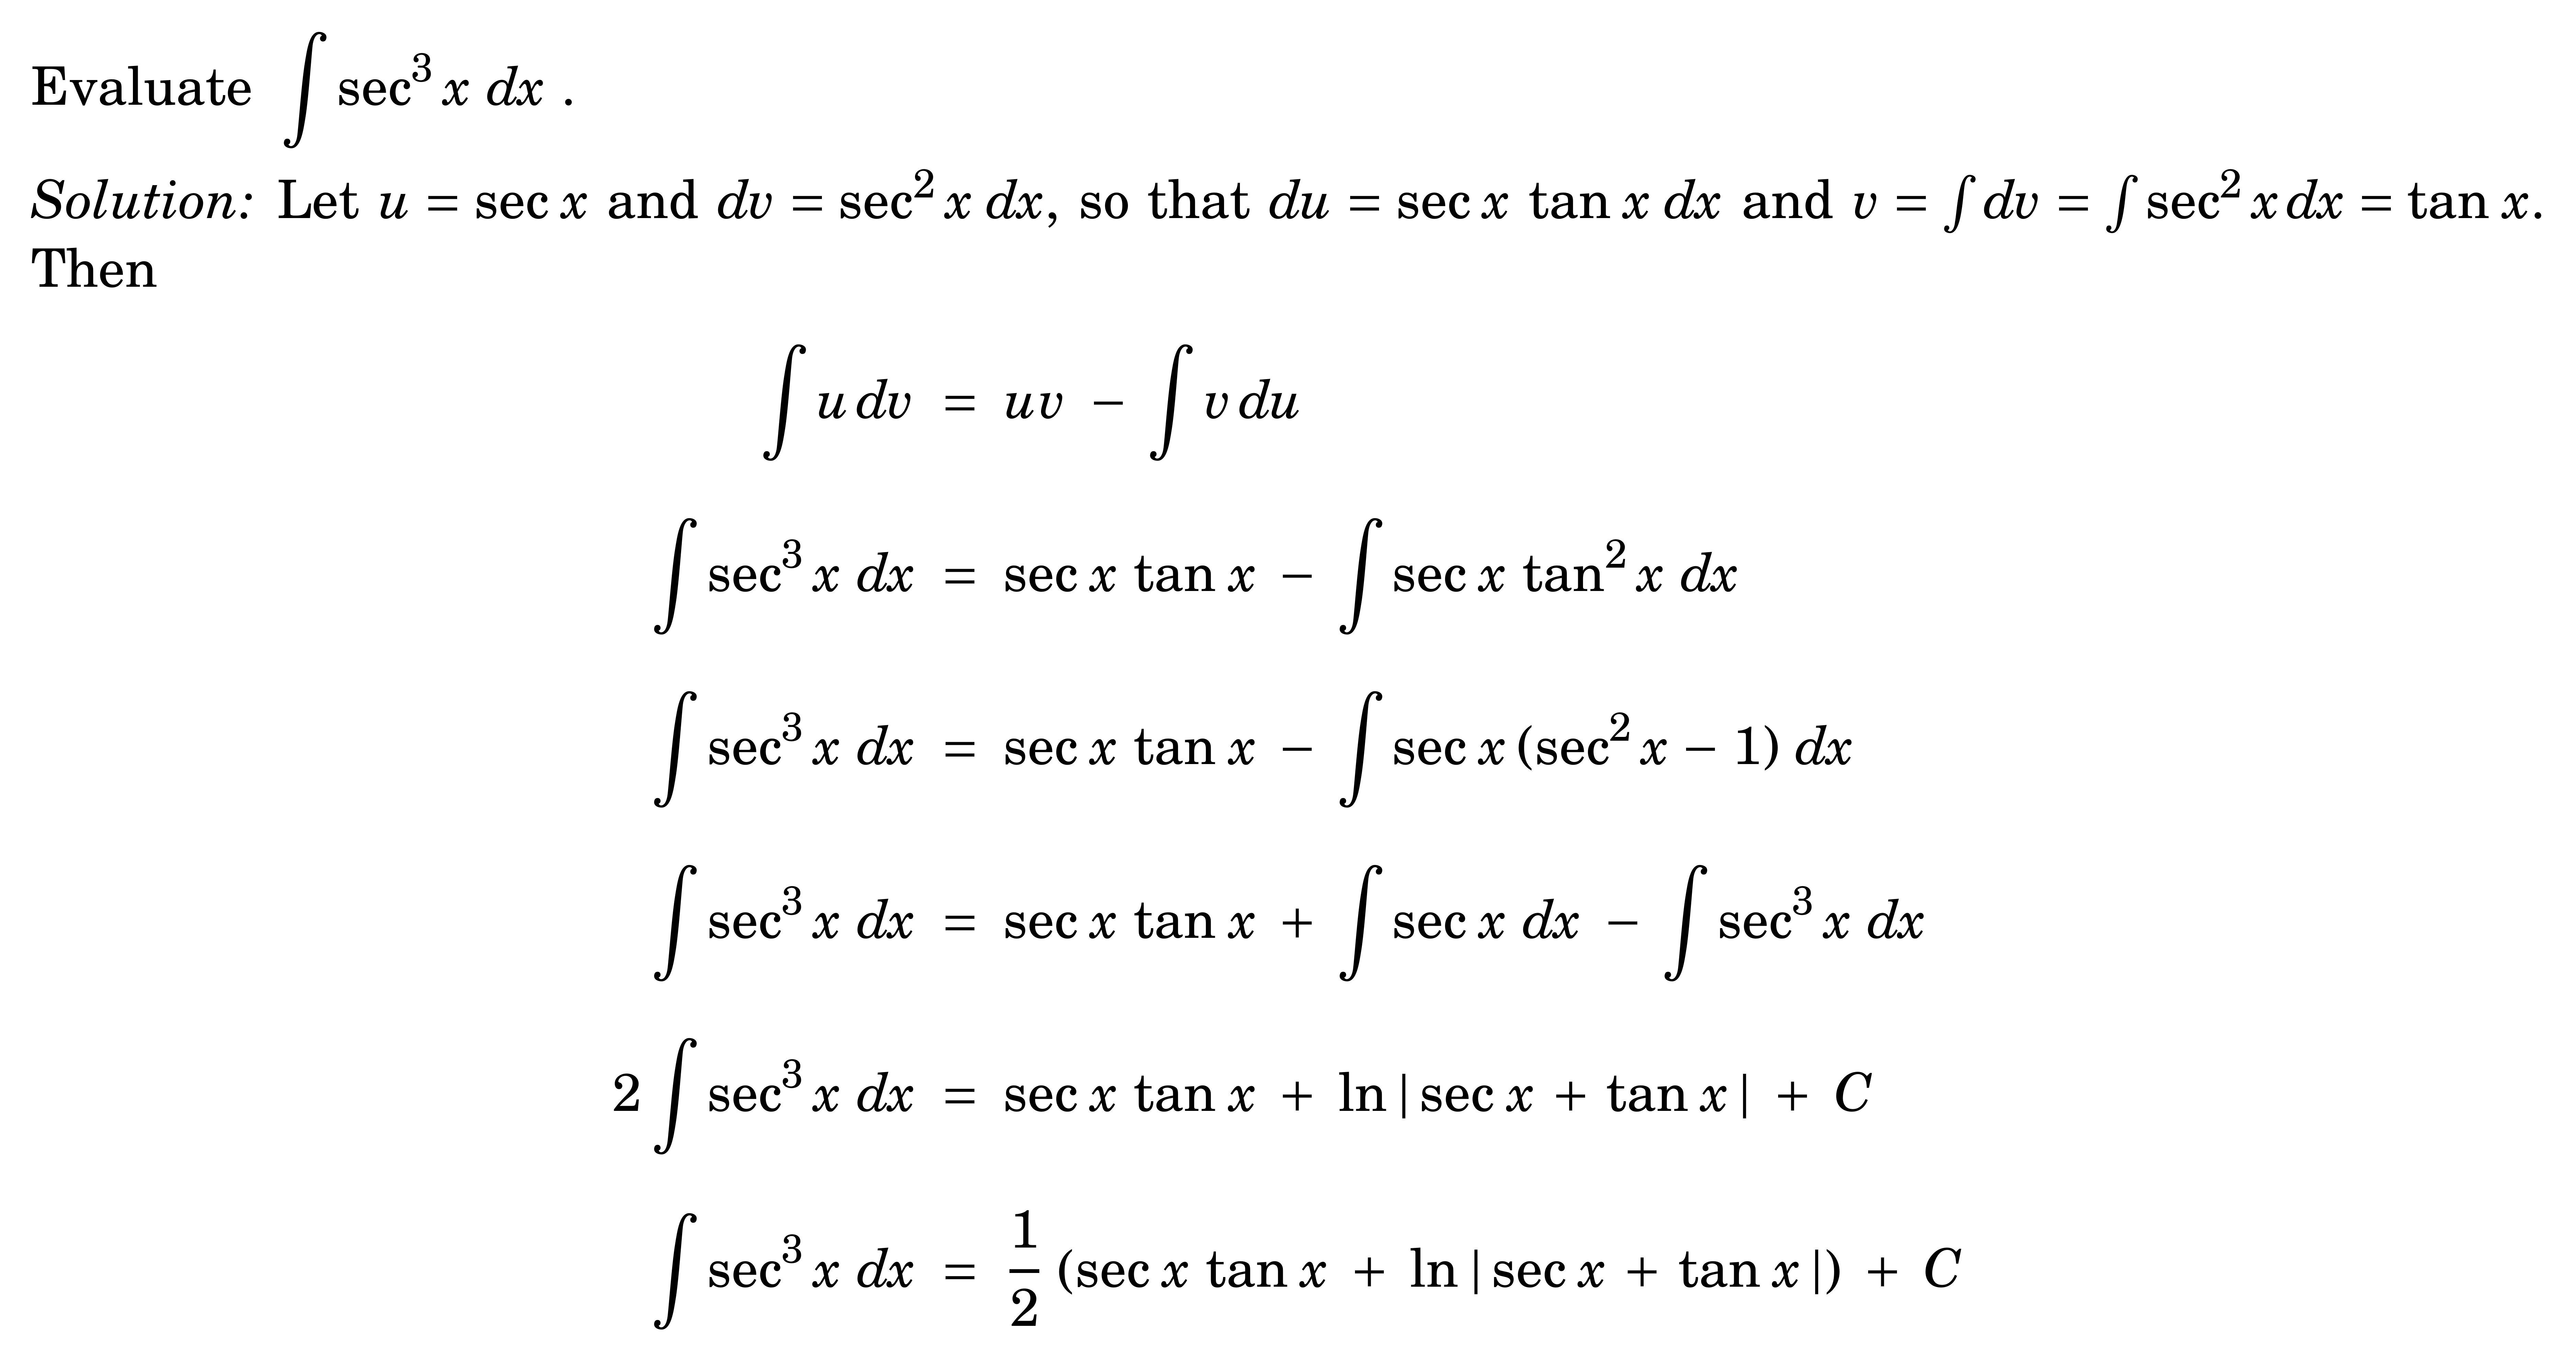 Evaluate ∫ sec³ x dx .
Solution: Let u = sec x and dv = sec² x dx, so that du = sec x tan x dx and v = ∫ dv = ∫ sec² x dx = tan x.
Then
∫ u dv = uv − ∫ v du
∫ sec³ x dx = sec x tan x − ∫ sec x tan² x dx
∫ sec³ x dx = sec x tan x − ∫ sec x (sec² x − 1) dx
∫ sec³ x dx = sec x tan x + ∫ sec x dx − ∫ sec³ x dx
2 ∫ sec³ x dx = sec x tan x + ln | sec x + tan x | + C
∫ sec³ x dx = 1/2 (sec x tan x + ln | sec x + tan x |) + C